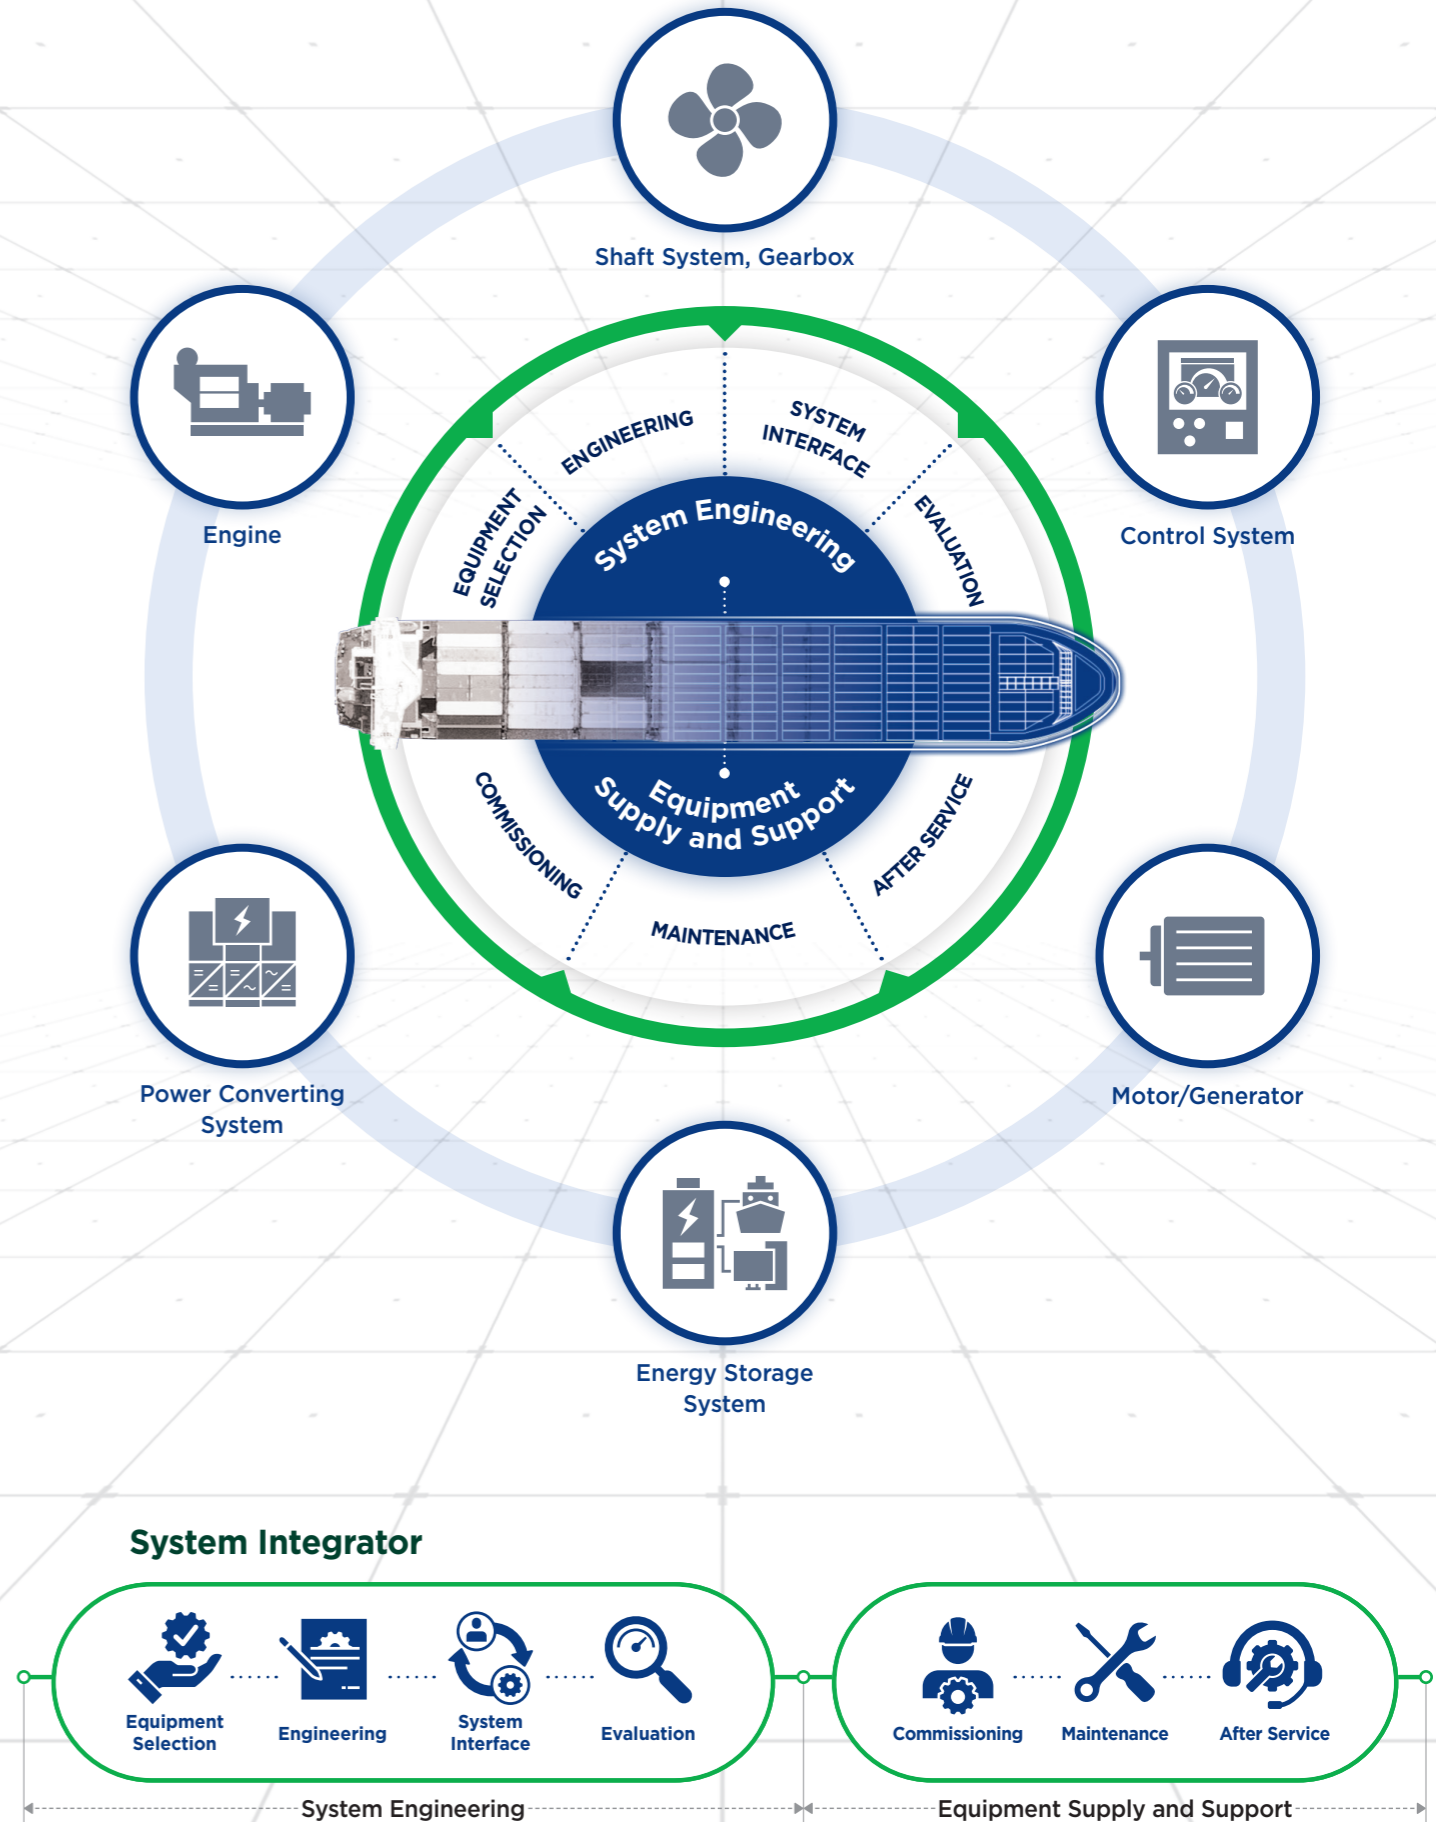 Shaft System, Gearbox
Engine
Control System
ENGINEERING
SYSTEM
INTERFACE
EQUIPMENT
SELECTION
EVALUATION
System Engineering
Equipment
Supply and Support
COMMISSIONING
MAINTENANCE
AFTER SERVICE
Power Converting
System
Motor/Generator
Energy Storage
System
System Integrator
Equipment
Selection
Engineering
System
Interface
Evaluation
Commissioning
Maintenance
After Service
System Engineering
Equipment Supply and Support